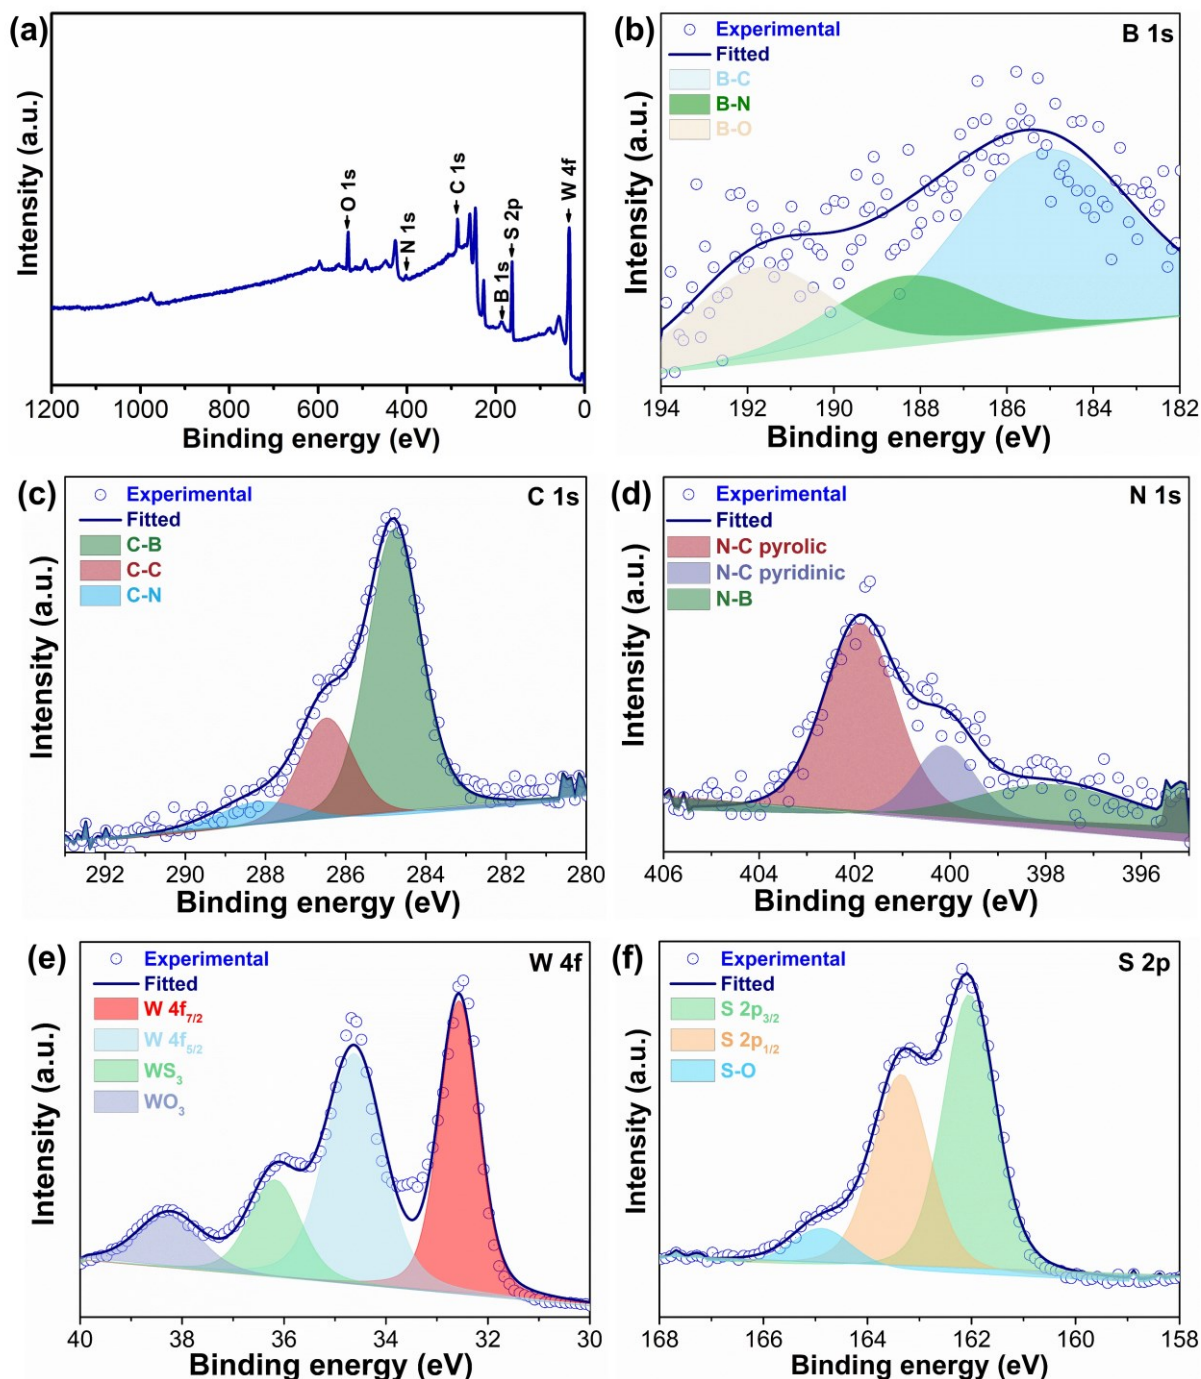 (a)
Intensity (a.u.)
O 1s
N 1s
C 1s
B 1s
S 2p
W 4f
1200 1000 800 600 400 200 0
Binding energy (eV)
(b)
Experimental
Fitted
B-C
B-N
B-O
B 1s
Intensity (a.u.)
194 192 190 188 186 184 182
Binding energy (eV)
(c)
Experimental
Fitted
C-B
C-C
C-N
C 1s
Intensity (a.u.)
292 290 288 286 284 282 280
Binding energy (eV)
(d)
Experimental
Fitted
N-C pyrolic
N-C pyridinic
N-B
N 1s
Intensity (a.u.)
406 404 402 400 398 396
Binding energy (eV)
(e)
Experimental
Fitted
W 4f7/2
W 4f5/2
WS3
WO3
W 4f
Intensity (a.u.)
40 38 36 34 32 30
Binding energy (eV)
(f)
Experimental
Fitted
S 2p3/2
S 2p1/2
S-O
S 2p
Intensity (a.u.)
168 166 164 162 160 158
Binding energy (eV)